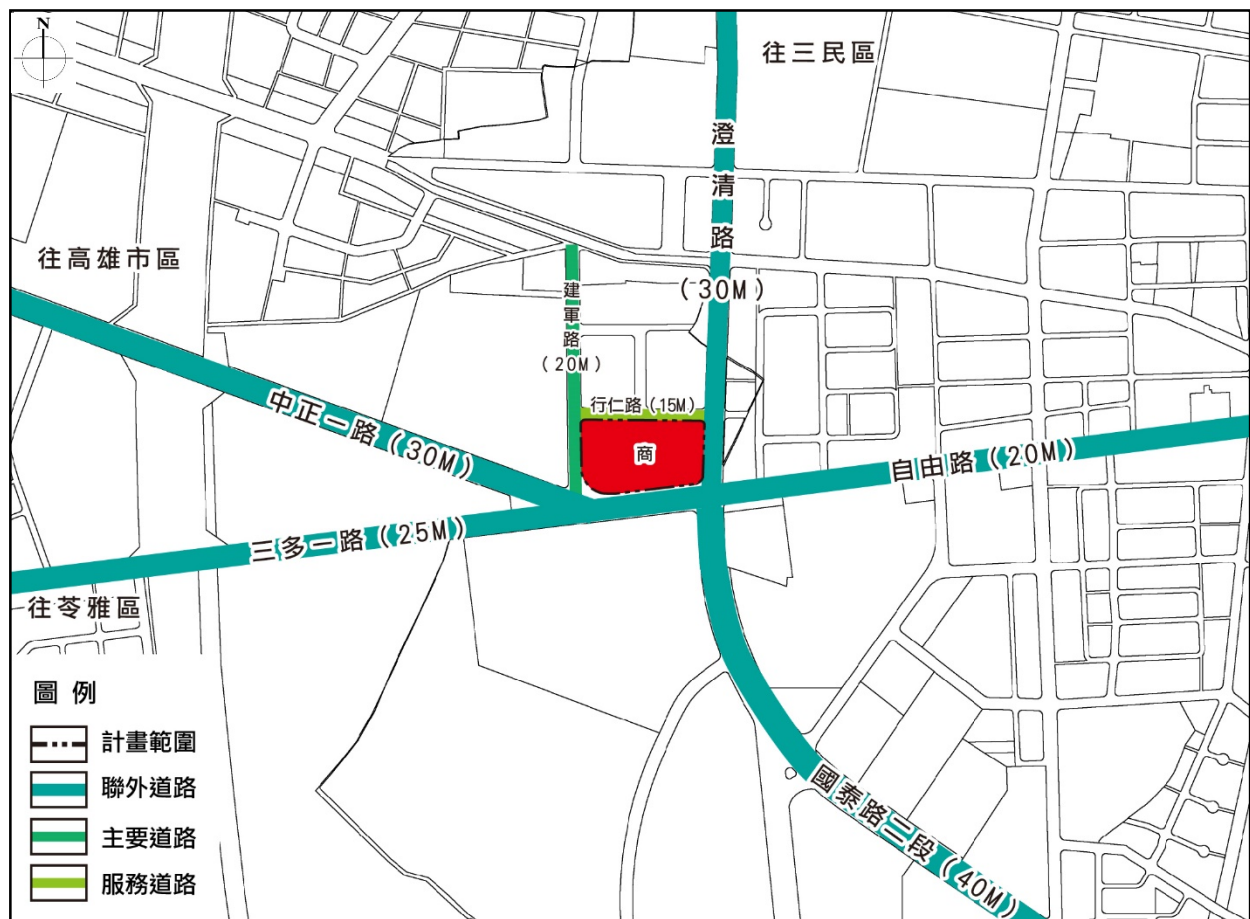 N
往三民區
澄清路
(30M)
往高雄市區
建軍路
(20M)
行仁路(15M)
商
中正一路(30M)
自由路(20M)
三多一路(25M)
往苓雅區
國泰路二段(40M)
圖例
計畫範圍
聯外道路
主要道路
服務道路